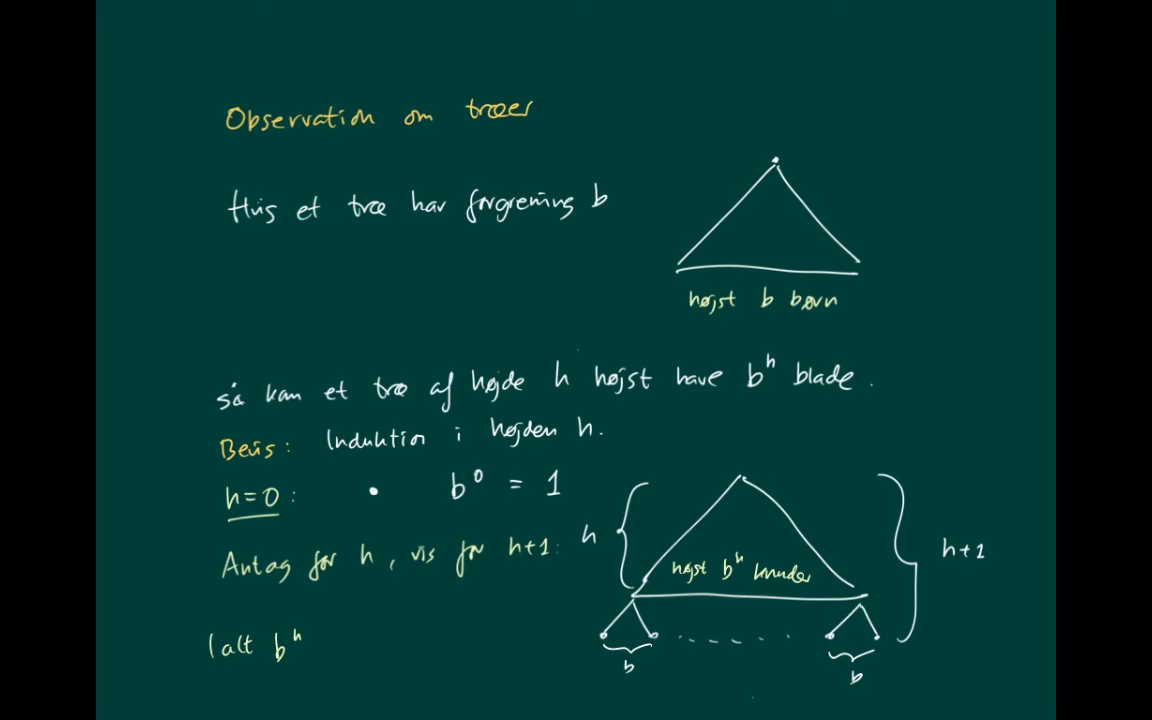 Observation om træer
Hvis et træ har forgrening b
højst b børn
så kan et træ af højde h højst have b^h blade.
Bevis: Induktion i højden h.
h=0: • b^0 = 1
Antag for h, vis for h+1:
h
højst b^h knuder
h+1
b
b
Ialt b^h